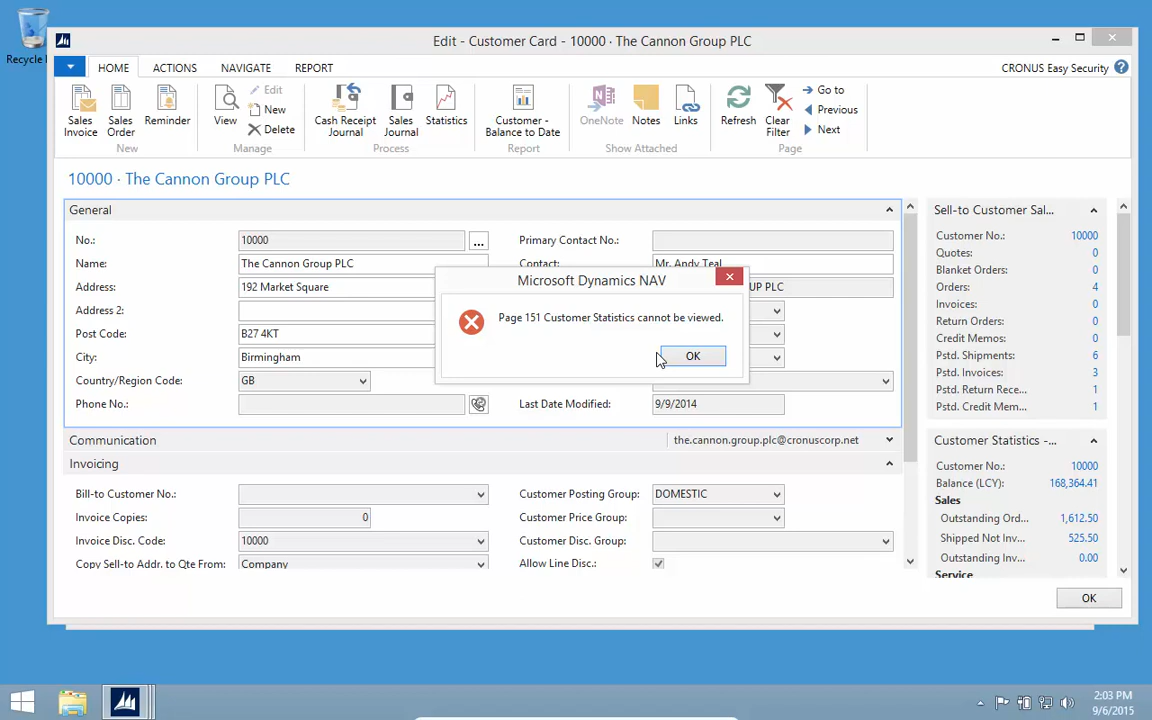 Recycle
Edit - Customer Card - 10000 · The Cannon Group PLC
HOME ACTIONS NAVIGATE REPORT
CRONUS Easy Security
Sales Invoice
Sales Order
Reminder
New
View
Edit
New
Delete
Manage
Cash Receipt Journal
Sales Journal
Statistics
Process
Customer - Balance to Date
Report
OneNote
Notes
Links
Show Attached
Refresh
Clear Filter
Go to
Previous
Next
Page
10000 · The Cannon Group PLC
General
No.: 10000 ...
Name: The Cannon Group PLC
Address: 192 Market Square
Address 2:
Post Code: B27 4KT
City: Birmingham
Country/Region Code: GB
Phone No.:
Primary Contact No.:
Contact: Mr. Andy Teal
UP PLC
Last Date Modified: 9/9/2014
Microsoft Dynamics NAV
Page 151 Customer Statistics cannot be viewed.
OK
Communication the.cannon.group.plc@cronuscorp.net
Invoicing
Bill-to Customer No.:
Invoice Copies: 0
Invoice Disc. Code: 10000
Copy Sell-to Addr. to Qte From: Company
Customer Posting Group: DOMESTIC
Customer Price Group:
Customer Disc. Group:
Allow Line Disc.:
Sell-to Customer Sal...
Customer No.: 10000
Quotes: 0
Blanket Orders: 0
Orders: 4
Invoices: 0
Return Orders: 0
Credit Memos: 0
Pstd. Shipments: 6
Pstd. Invoices: 3
Pstd. Return Rece... 1
Pstd. Credit Mem... 1
Customer Statistics -...
Customer No.: 10000
Balance (LCY): 168,364.41
Sales
Outstanding Ord... 1,612.50
Shipped Not Inv... 525.50
Outstanding Inv... 0.00
Service
OK
2:03 PM
9/6/2015